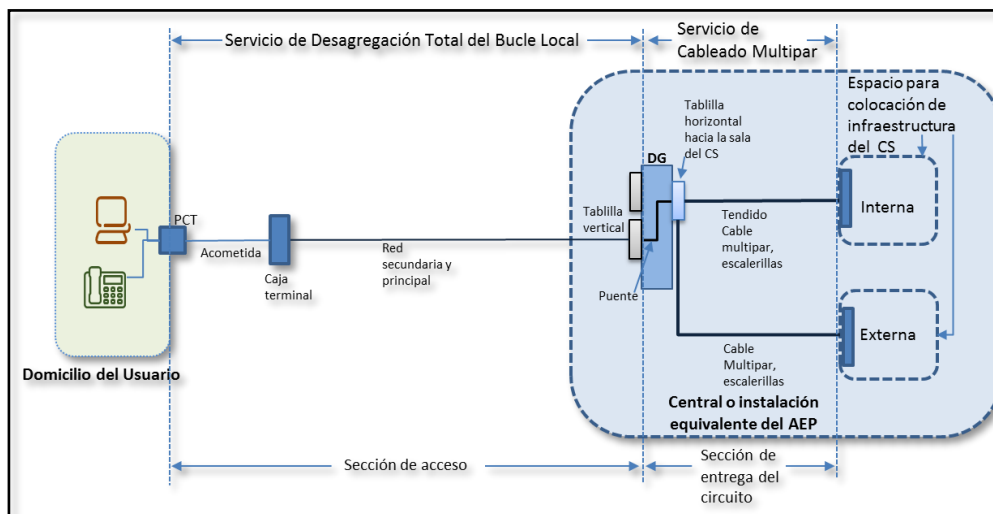 Servicio de Desagregación Total del Bucle Local
Servicio de
Cableado Multipar
Espacio para
colocación de
infraestructura
del CS
Tablilla
horizontal
hacia la sala
del CS
DG
PCT
Acometida
Caja
terminal
Red
secundaria y
principal
Tablilla
vertical
Puente
Tendido
Cable
multipar,
escalerillas
Interna
Externa
Cable
Multipar,
escalerillas
Domicilio del Usuario
Central o instalación
equivalente del AEP
Sección de acceso
Sección de
entrega del
circuito